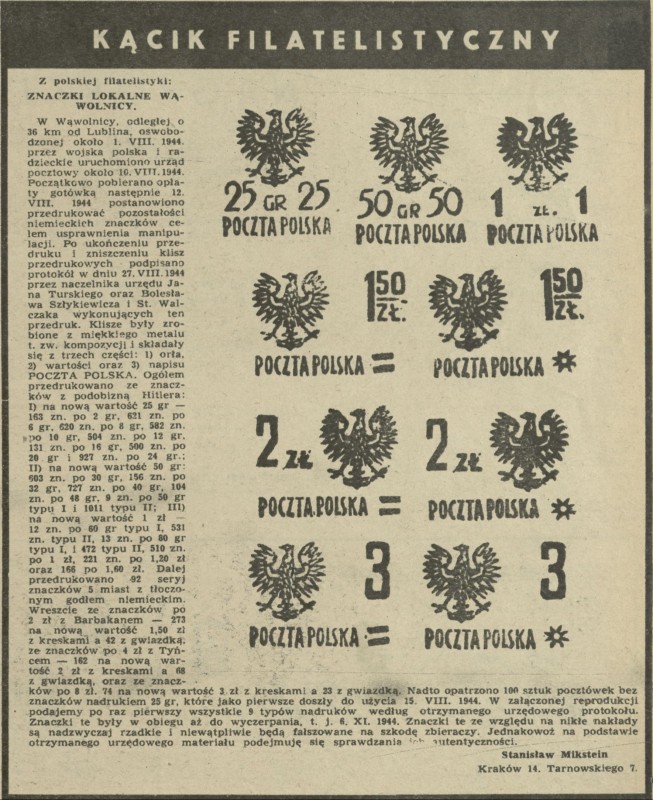 KĄCIK FILATELISTYCZNY
Z polskiej filatelistyki:
ZNACZKI LOKALNE WĄ-
WOLNICY.
W Wąwolnicy, odległej o
36 km od Lublina, oswobo-
dzonej około 1. VIII. 1944.
przez wojska polska i ra-
dzieckie uruchomiono urząd
pocztowy około 10. VIII. 1944.
Początkowo pobierano opła-
ty gotówką następnie 12.
VIII. 1944 postanowiono
przedrukować pozostałości
niemieckich znaczków ce-
lem usprawnienia manipu-
lacji. Po ukończeniu prze-
druku i zniszczeniu klisz
przedrukowych podpisano
protokół w dniu 27. VIII. 1944
przez naczelnika urzędu Ja-
na Turskiego oraz Bolesła-
wa Szłykiewicza i St. Wal-
czaka wykonujących ten
przedruk. Klisze były zro-
bione z miękkiego metalu
t. zw. kompozycji i składały
się z trzech części: 1) orła,
2) wartości oraz 3) napisu
POCZTA POLSKA. Ogółem
przedrukowano ze znacz-
ków z podobizną Hitlera:
I) na nową wartość 25 gr —
163 zn. po 2 gr, 621 zn. po
6 gr, 620 zn. po 8 gr, 582 zn.
po 10 gr, 504 zn. po 12 gr,
131 zn. po 16 gr, 500 zn. po
20 gr i 927 zn. po 24 gr.;
II) na nową wartość 50 gr:
603 zn. po 30 gr, 156 zn. po
32 gr, 727 zn. po 40 gr, 104
zn. po 48 gr, 9 zn. po 50 gr
typu I i 1011 typu II; III)
na nową wartość 1 zł —
12 zn. po 60 gr typu I, 531
zn. typu II, 13 zn. po 80 gr
typu I, i 472 typu II, 510 zn.
po 1 zł, 221 zn. po 1,20 zł
oraz 166 po 1,60 zł. Dalej
przedrukowano 92 seryj
znaczków 5 miast z tłoczo-
nym godłem niemieckim.
Wreszcie ze znaczków po
2 zł z Barbakanem — 273
na nową wartość 1,50 zł
z kreskami a 42 z gwiazdką,
ze znaczków po 4 zł z Tyń-
cem — 162 na nową war-
tość 2 zł z kreskami a 68
z gwiazdką, oraz ze znacz-
ków po 8 zł. 74 na nową wartość 3 zł z kreskami a 23 z gwiazdką. Nadto opatrzono 100 sztuk pocztówek bez
znaczków nadrukiem 25 gr, które jako pierwsze doszły do użycia 15. VIII. 1944. W załączonej reprodukcji
podajemy po raz pierwszy wszystkie 9 typów nadruków według otrzymanego urzędowego protokołu.
Znaczki te były w obiegu aż do wyczerpania, t. j. 6. XI. 1944. Znaczki te ze względu na nikłe nakłady
są nadzwyczaj rzadkie i niewątpliwie będą fałszowane na szkodę zbieraczy. Jednakowoż na podstawie
otrzymanego urzędowego materiału podejmuję się sprawdzania ich autentyczności.
Stanisław Mikstein
Kraków 14, Tarnowskiego 7.
25 GR 25
POCZTA POLSKA
50 GR 50
POCZTA POLSKA
1 ZŁ. 1
POCZTA POLSKA
1 50 ZŁ.
POCZTA POLSKA =
1 50 ZŁ.
POCZTA POLSKA *
2 ZŁ
POCZTA POLSKA =
2 ZŁ
POCZTA POLSKA *
3
POCZTA POLSKA =
3
POCZTA POLSKA *